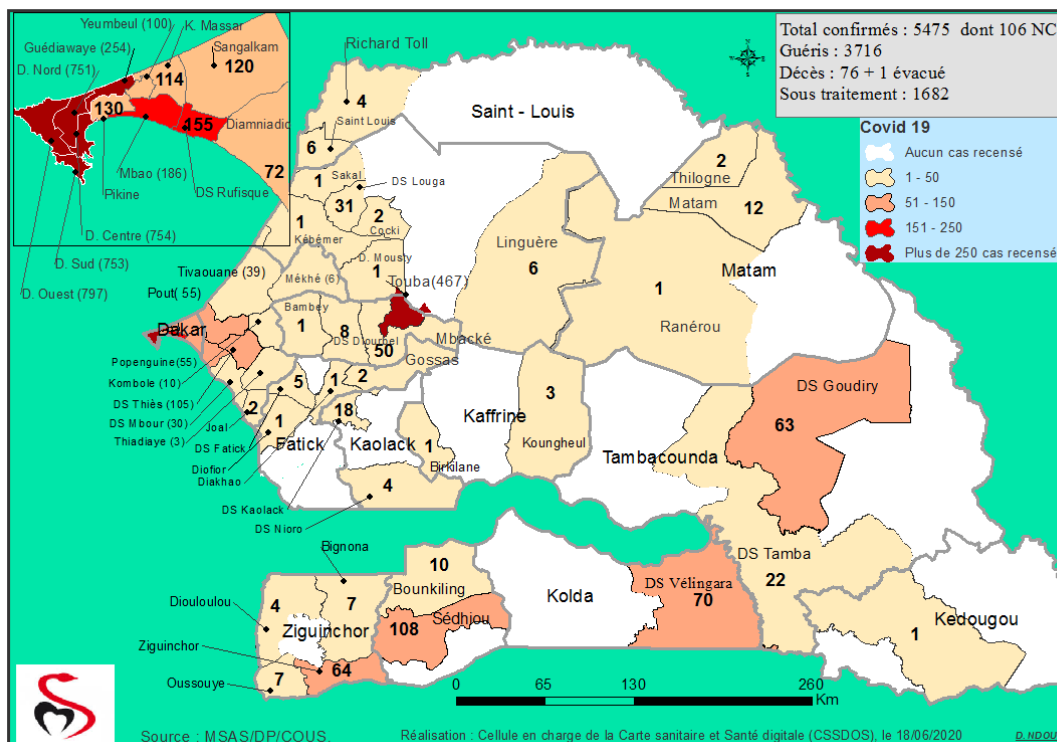 Yeumbeul (100)
K. Massar
Guédiawaye (254)
Sangalkam
D. Nord (751)
114
120
130
155
Diamniadic
Mbao (186)
72
DS Rufisque
Pikine
D. Centre (754)
D. Sud (753)
D. Ouest (797)
Total confirmés : 5475 dont 106 NC
Guéris : 3716
Décès : 76 + 1 évacué
Sous traitement : 1682
Covid 19
Aucun cas recensé
1 - 50
51 - 150
151 - 250
Plus de 250 cas recensé
Richard Toll
4
Saint - Louis
Saint Louis
6
1
Sakal
DS Louga
31
2
Cocki
1
Kébémer
D. Mousty
1
Tivaouane (39)
Mékhé (6)
Touba(467)
Pout( 55)
2
Thilogne
Matam
12
Linguère
6
Matam
1
Ranérou
Dakar
Bambey
1
8
DS Diourbel
50
Mbacké
Gossas
Popenguine(55)
Kombole (10)
DS Thiès (105)
DS Mbour (30)
Joal
Thiadiaye (3)
DS Fatick
Diofior
Diakhao
DS Kaolack
DS Nioro
5
1
2
2
18
1
Fatick
Kaolack
Kaffrine
3
Koungheul
1
Birkilane
4
DS Goudiry
63
Tambacounda
DS Tamba
22
Kedougou
1
Bignona
10
Bounkiling
Kolda
DS Vélingara
70
Diouloulou
4
7
Ziguinchor
108
Sédhiou
Ziguinchor
64
Oussouye
7
0 65 130 260
Km
Source : MSAS/DP/COUS.
Réalisation : Cellule en charge de la Carte sanitaire et Santé digitale (CSSDOS), le 18/06/2020
D. NDOU